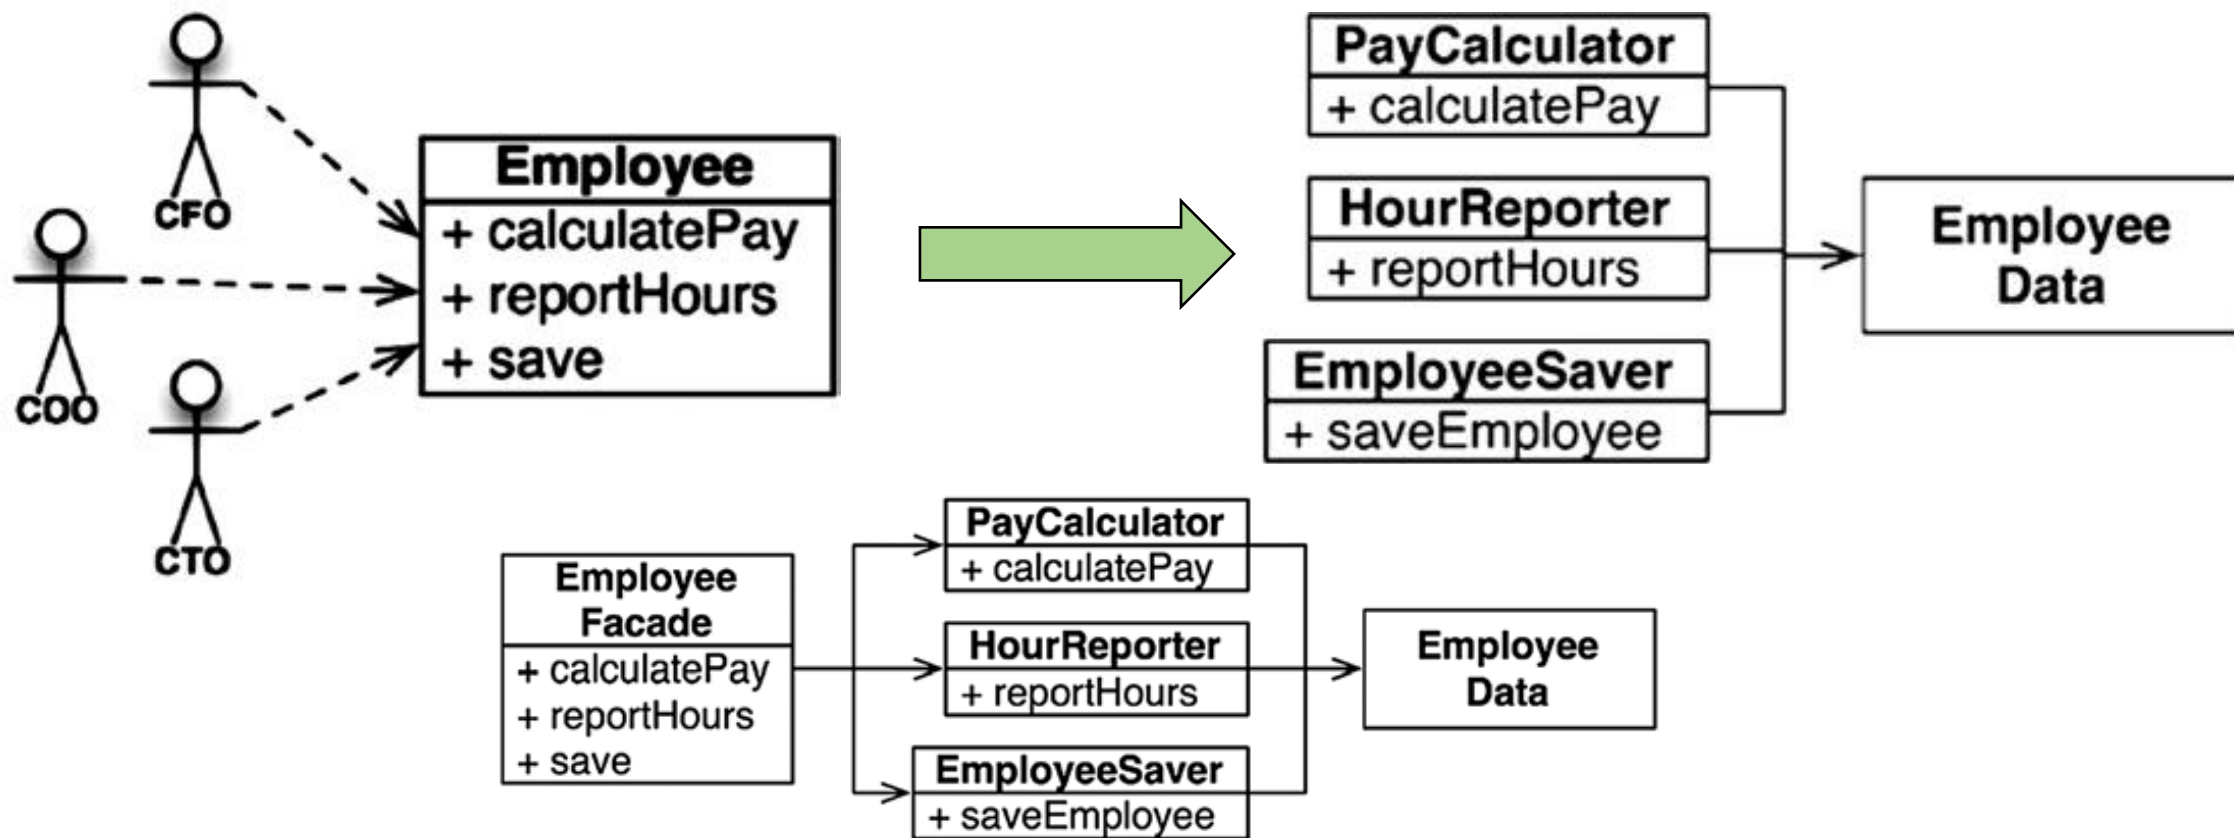 CFO
COO
CTO
Employee
+ calculatePay
+ reportHours
+ save
PayCalculator
+ calculatePay
HourReporter
+ reportHours
EmployeeSaver
+ saveEmployee
Employee
Data
Employee
Facade
+ calculatePay
+ reportHours
+ save
PayCalculator
+ calculatePay
HourReporter
+ reportHours
EmployeeSaver
+ saveEmployee
Employee
Data